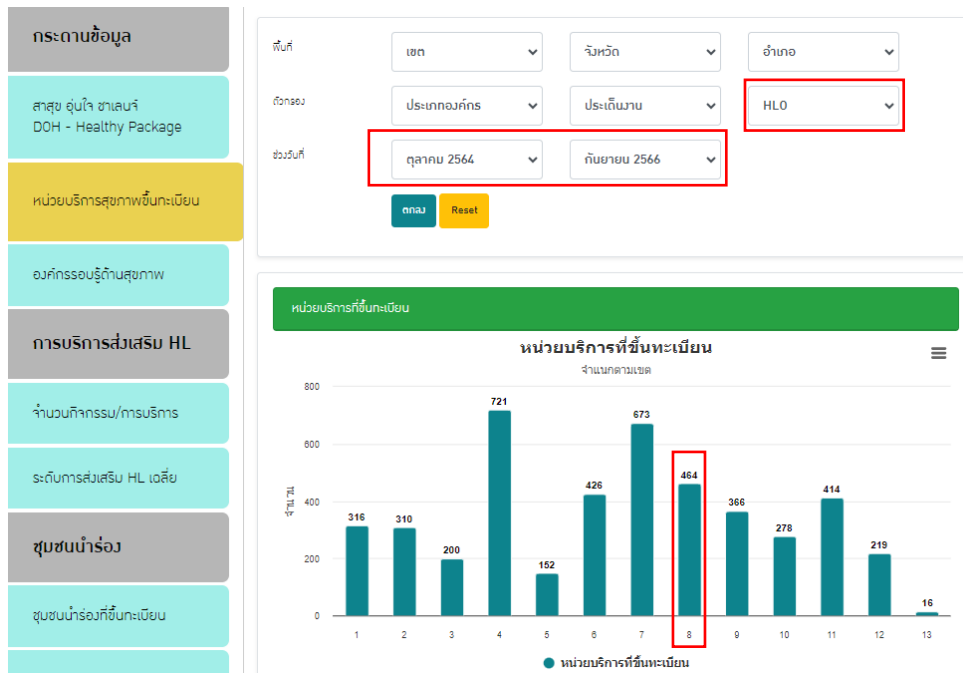 กระดานข้อมูล
สาสุข อุ่นใจ ชาเลนจ์
DOH - Healthy Package
หน่วยบริการสุขภาพขึ้นทะเบียน
องค์กรรอบรู้ด้านสุขภาพ
การบริการส่งเสริม HL
จำนวนกิจกรรม/การบริการ
ระดับการส่งเสริม HL เฉลี่ย
ชุมชนนำร่อง
ชุมชนนำร่องที่ขึ้นทะเบียน
พื้นที่ เขต จังหวัด อำเภอ
ตัวกรอง ประเภทองค์กร ประเด็นงาน HLO
ช่วงวันที่ ตุลาคม 2564 กันยายน 2566
ตกลง Reset
หน่วยบริการที่ขึ้นทะเบียน
หน่วยบริการที่ขึ้นทะเบียน
จำแนกตามเขต
จำนวน
800
600
400
200
0
316 310 200 721 152 426 673 464 366 278 414 219 16
1 2 3 4 5 6 7 8 9 10 11 12 13
หน่วยบริการที่ขึ้นทะเบียน